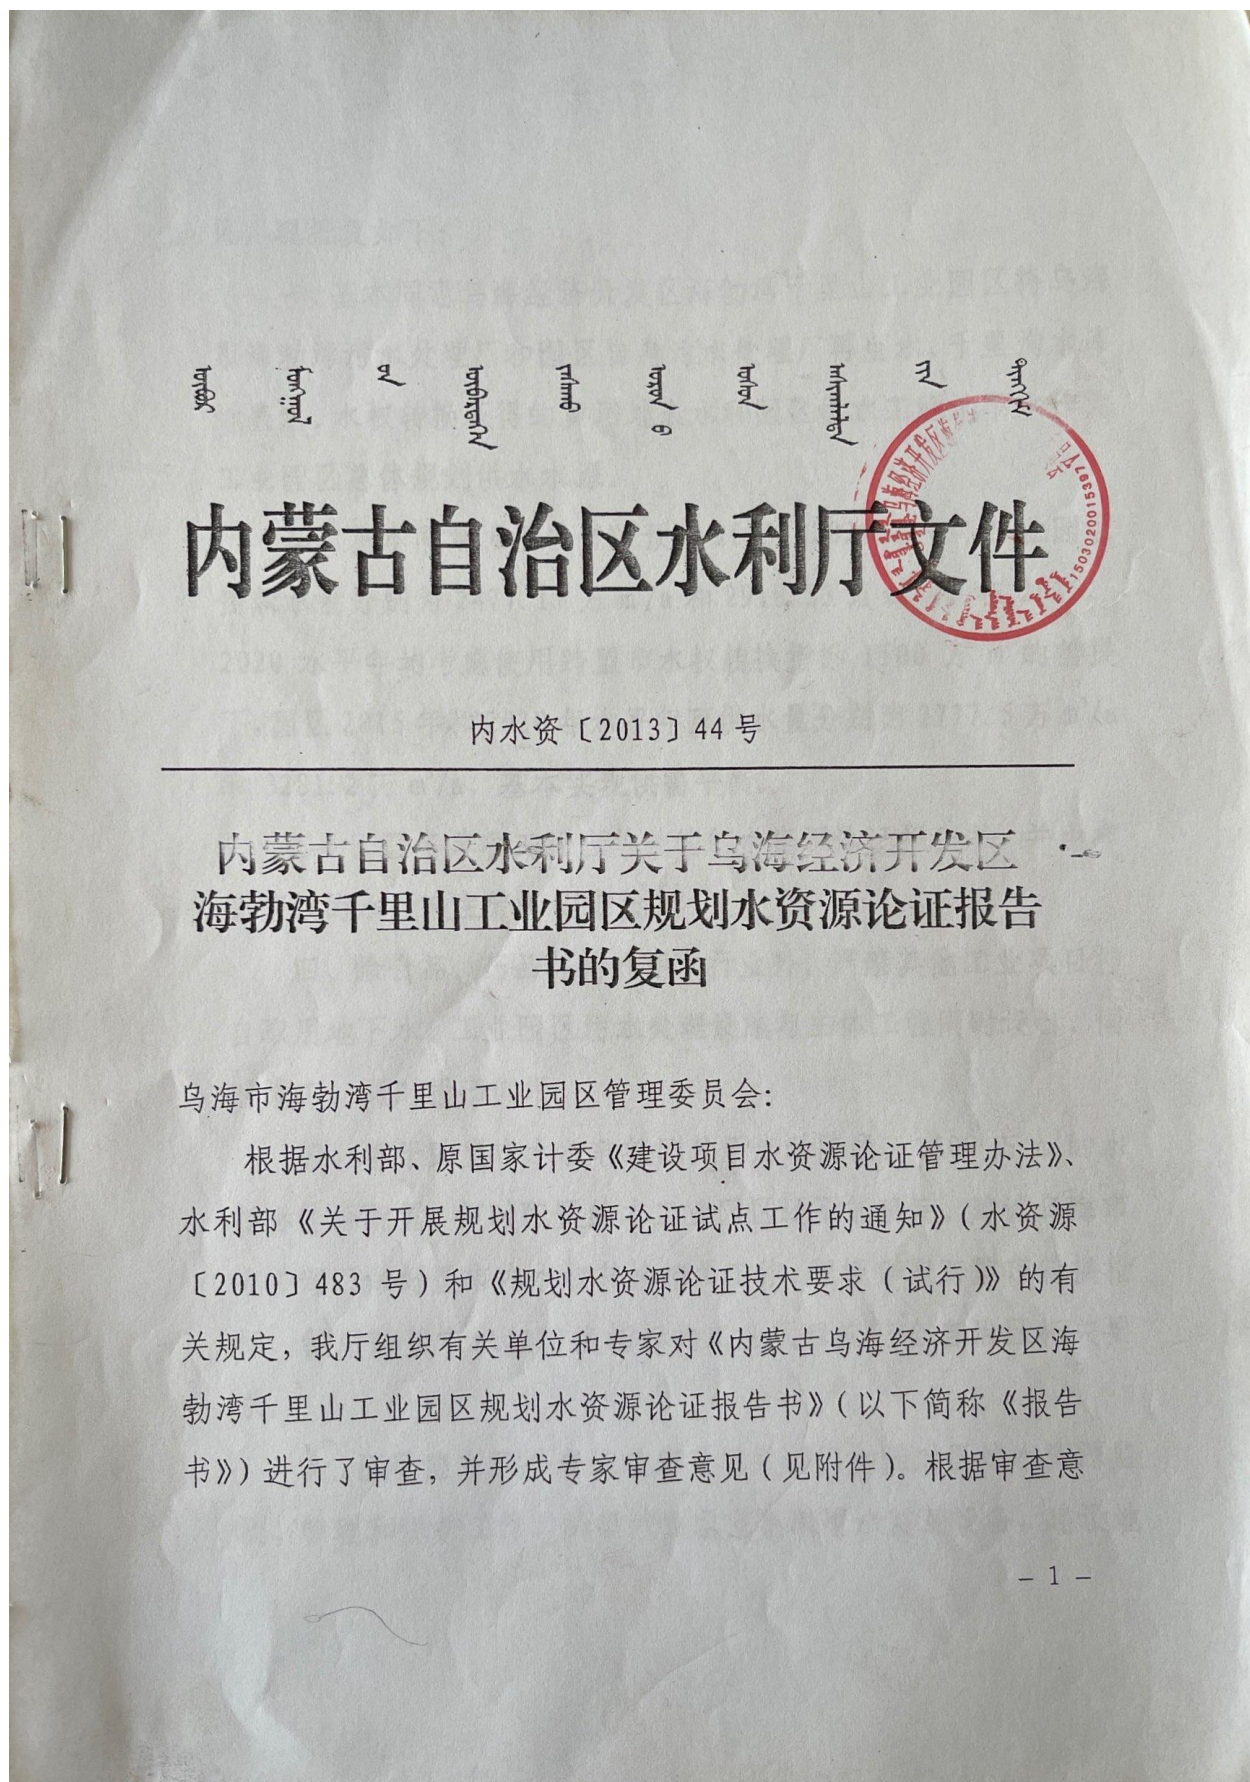 内蒙古自治区水利厅文件
乌海经济开发区海
1503020015397
内水资〔2013〕44 号
内蒙古自治区水利厅关于乌海经济开发区
海勃湾千里山工业园区规划水资源论证报告
书的复函
乌海市海勃湾千里山工业园区管理委员会:
根据水利部、原国家计委《建设项目水资源论证管理办法》、
水利部《关于开展规划水资源论证试点工作的通知》(水资源
〔2010〕483 号)和《规划水资源论证技术要求(试行)》的有
关规定,我厅组织有关单位和专家对《内蒙古乌海经济开发区海
勃湾千里山工业园区规划水资源论证报告书》(以下简称《报告
书》)进行了审查,并形成专家审查意见(见附件)。根据审查意
- 1 -